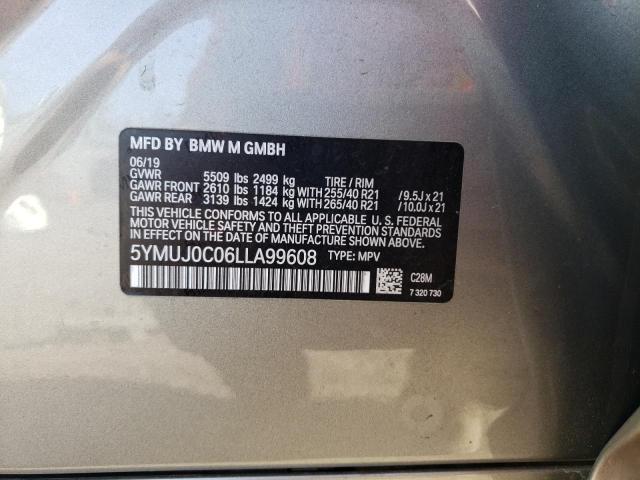 MFD BY BMW M GMBH
06/19
GVWR 5509 lbs 2499 kg TIRE / RIM
GAWR FRONT 2610 lbs 1184 kg WITH 255/40 R21 / 9.5J x 21
GAWR REAR 3139 lbs 1424 kg WITH 265/40 R21 / 10.0J x 21
THIS VEHICLE CONFORMS TO ALL APPLICABLE U. S. FEDERAL
MOTOR VEHICLE SAFETY AND THEFT PREVENTION STANDARDS
IN EFFECT ON THE DATE OF MANUFACTURE SHOWN ABOVE.
5YMUJ0C06LLA99608 TYPE: MPV
C28M
7 320 730